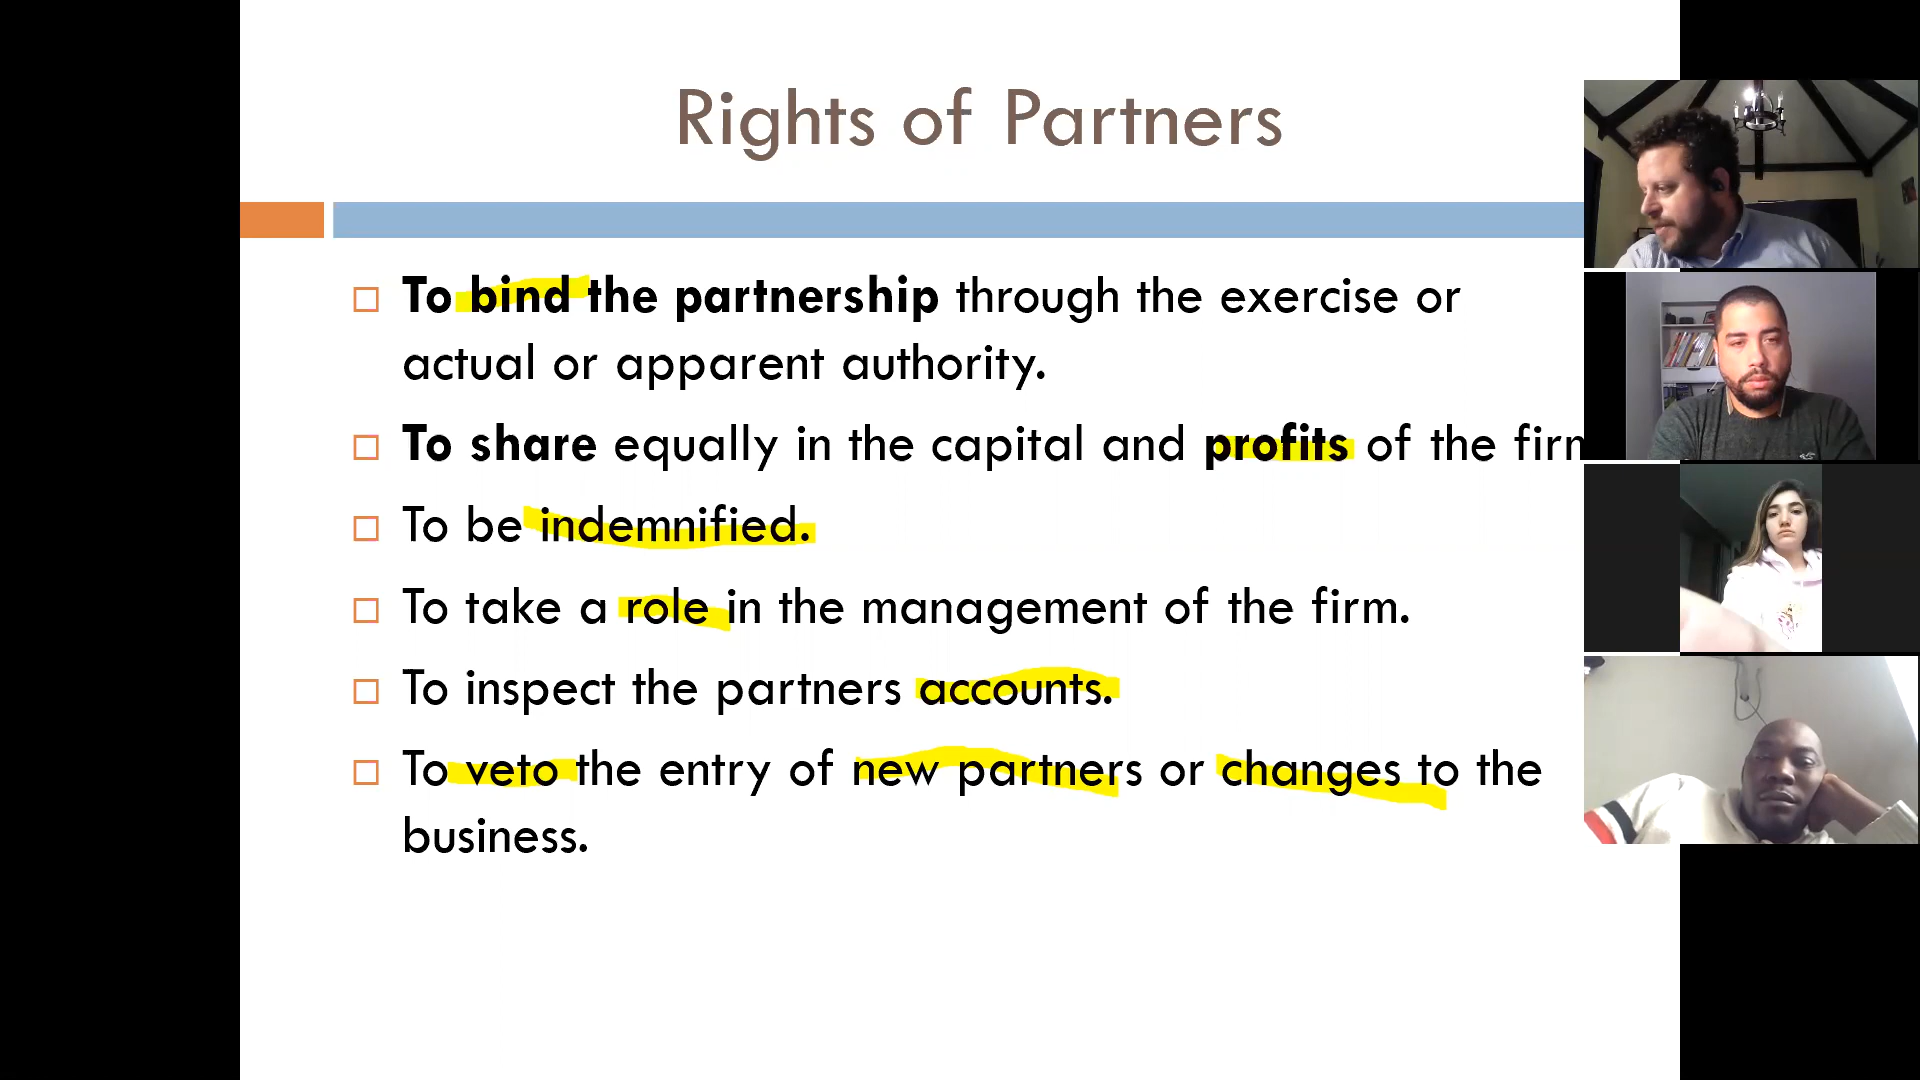 Rights of Partners
To bind the partnership through the exercise or
actual or apparent authority.
To share equally in the capital and profits of the firm
To be indemnified.
To take a role in the management of the firm.
To inspect the partners accounts.
To veto the entry of new partners or changes to the
business.